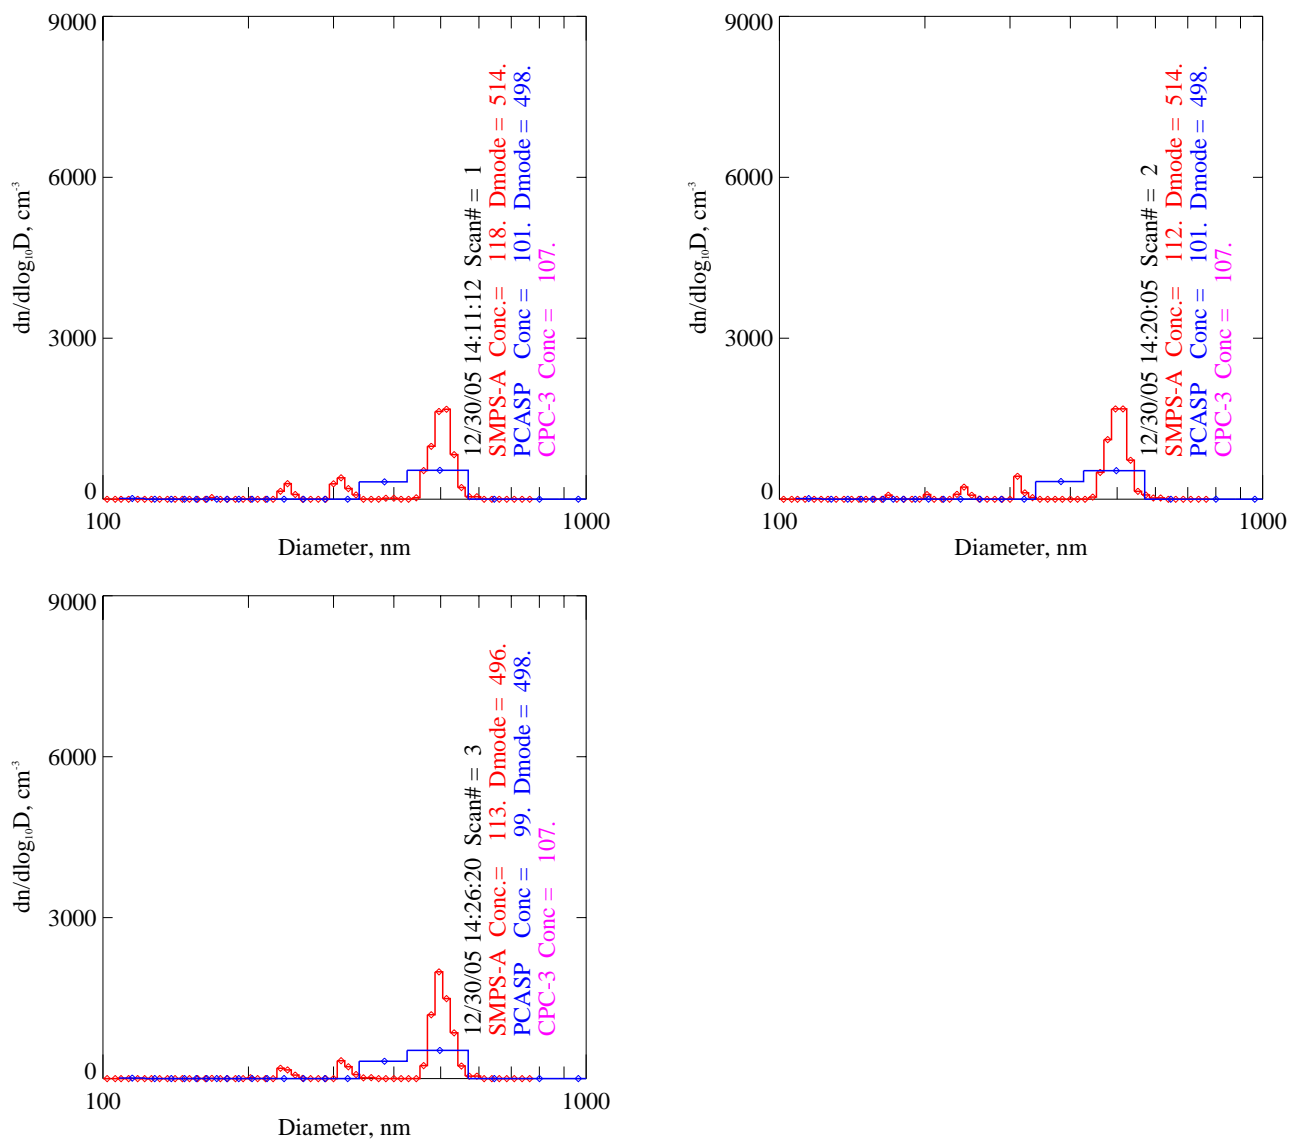 9000
6000
3000
0
dn/dlog₁₀D, cm⁻³
100
1000
Diameter, nm
12/30/05 14:11:12 Scan# = 1
SMPS-A Conc.= 118. Dmode = 514.
PCASP Conc = 101. Dmode = 498.
CPC-3 Conc = 107.
9000
6000
3000
0
dn/dlog₁₀D, cm⁻³
100
1000
Diameter, nm
12/30/05 14:20:05 Scan# = 2
SMPS-A Conc.= 112. Dmode = 514.
PCASP Conc = 101. Dmode = 498.
CPC-3 Conc = 107.
9000
6000
3000
0
dn/dlog₁₀D, cm⁻³
100
1000
Diameter, nm
12/30/05 14:26:20 Scan# = 3
SMPS-A Conc.= 113. Dmode = 496.
PCASP Conc = 99. Dmode = 498.
CPC-3 Conc = 107.